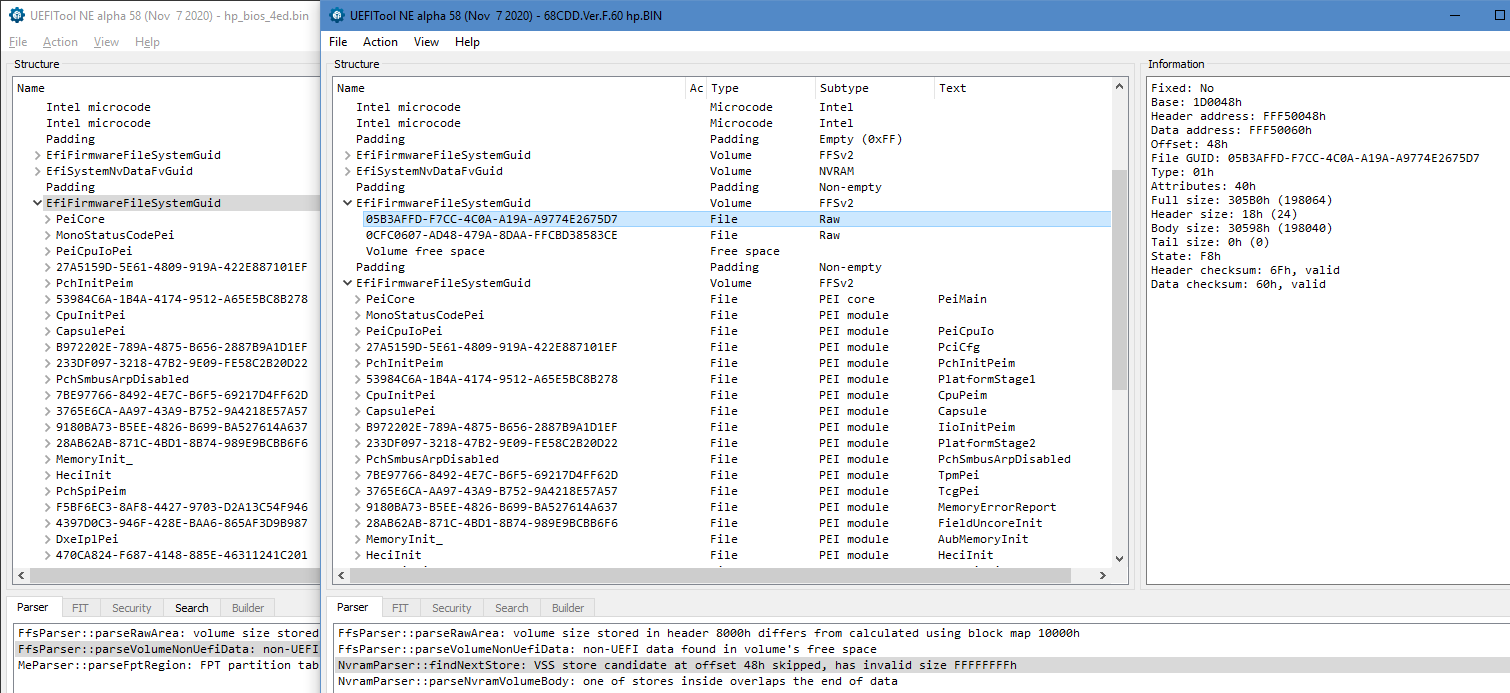 UEFITool NE alpha 58 (Nov 7 2020) - hp_bios_4ed.bin
File Action View Help
Structure
Name
Intel microcode
Intel microcode
Padding
EfiFirmwareFileSystemGuid
EfiSystemNvDataFvGuid
Padding
EfiFirmwareFileSystemGuid
PeiCore
MonoStatusCodePei
PeiCpuIoPei
27A5159D-5E61-4809-919A-422E887101EF
PchInitPeim
53984C6A-1B4A-4174-9512-A65E5BC8B278
CpuInitPei
CapsulePei
B972202E-789A-4875-B656-2887B9A1D1EF
233DF097-3218-47B2-9E09-FE58C2B20D22
PchSmbusArpDisabled
7BE97766-8492-4E7C-B6F5-69217D4FF62D
3765E6CA-AA97-43A9-B752-9A4218E57A57
9180BA73-B5EE-4826-B699-BA527614A637
28AB62AB-871C-4BD1-8B74-989E9BCBB6F6
MemoryInit_
HeciInit
PchSpiPeim
F5BF6EC3-8AF8-4427-9703-D2A13C54F946
4397D0C3-946F-428E-BAA6-865AF3D9B987
DxeIplPei
470CA824-F687-4148-885E-46311241C201
Parser FIT Security Search Builder
FfsParser::parseRawArea: volume size stored
FfsParser::parseVolumeNonUefiData: non-UEFI
MeParser::parseFptRegion: FPT partition tab
UEFITool NE alpha 58 (Nov 7 2020) - 68CDD.Ver.F.60 hp.BIN
File Action View Help
Structure
Name Ac Type Subtype Text
Intel microcode Microcode Intel
Intel microcode Microcode Intel
Padding Padding Empty (0xFF)
EfiFirmwareFileSystemGuid Volume FFSv2
EfiSystemNvDataFvGuid Volume NVRAM
Padding Padding Non-empty
EfiFirmwareFileSystemGuid Volume FFSv2
05B3AFFD-F7CC-4C0A-A19A-A9774E2675D7 File Raw
0CFC0607-AD48-479A-8DAA-FFCBD38583CE File Raw
Volume free space Free space
Padding Padding Non-empty
EfiFirmwareFileSystemGuid Volume FFSv2
PeiCore File PEI core PeiMain
MonoStatusCodePei File PEI module
PeiCpuIoPei File PEI module PeiCpuIo
27A5159D-5E61-4809-919A-422E887101EF File PEI module PciCfg
PchInitPeim File PEI module PchInitPeim
53984C6A-1B4A-4174-9512-A65E5BC8B278 File PEI module PlatformStage1
CpuInitPei File PEI module CpuPeim
CapsulePei File PEI module Capsule
B972202E-789A-4875-B656-2887B9A1D1EF File PEI module IioInitPeim
233DF097-3218-47B2-9E09-FE58C2B20D22 File PEI module PlatformStage2
PchSmbusArpDisabled File PEI module PchSmbusArpDisabled
7BE97766-8492-4E7C-B6F5-69217D4FF62D File PEI module TpmPei
3765E6CA-AA97-43A9-B752-9A4218E57A57 File PEI module TcgPei
9180BA73-B5EE-4826-B699-BA527614A637 File PEI module MemoryErrorReport
28AB62AB-871C-4BD1-8B74-989E9BCBB6F6 File PEI module FieldUncoreInit
MemoryInit_ File PEI module AubMemoryInit
HeciInit File PEI module HeciInit
Parser FIT Security Search Builder
FfsParser::parseRawArea: volume size stored in header 8000h differs from calculated using block map 10000h
FfsParser::parseVolumeNonUefiData: non-UEFI data found in volume's free space
NvramParser::findNextStore: VSS store candidate at offset 48h skipped, has invalid size FFFFFFFFh
NvramParser::parseNvramVolumeBody: one of stores inside overlaps the end of data
Information
Fixed: No
Base: 1D0048h
Header address: FFF50048h
Data address: FFF50060h
Offset: 48h
File GUID: 05B3AFFD-F7CC-4C0A-A19A-A9774E2675D7
Type: 01h
Attributes: 40h
Full size: 305B0h (198064)
Header size: 18h (24)
Body size: 30598h (198040)
Tail size: 0h (0)
State: F8h
Header checksum: 6Fh, valid
Data checksum: 60h, valid